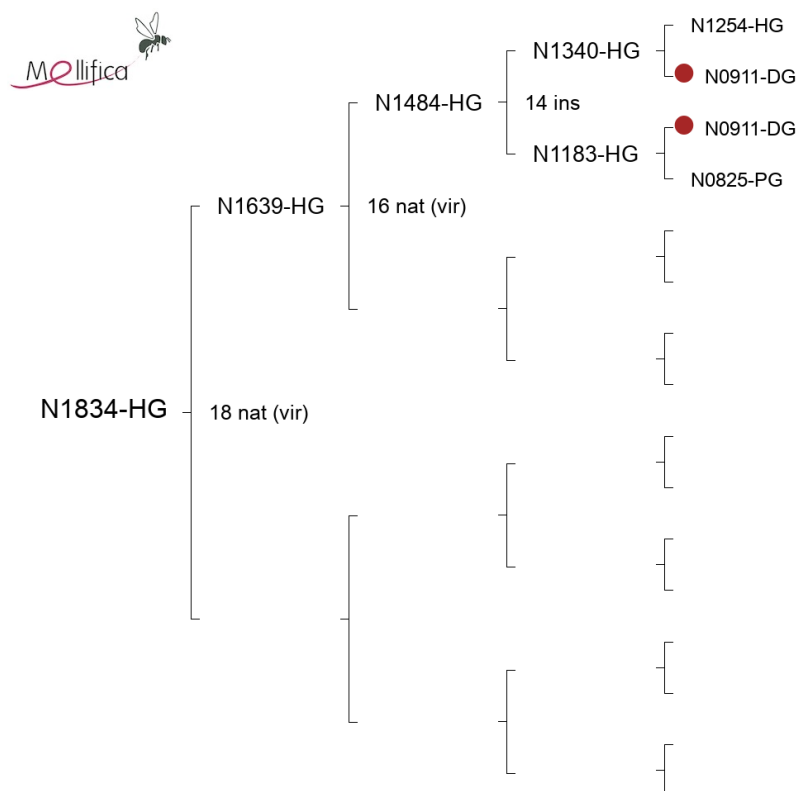 Mellifica
N1254-HG
N1340-HG
N0911-DG
N1484-HG
14 ins
N0911-DG
N1183-HG
N0825-PG
N1639-HG
16 nat (vir)
N1834-HG
18 nat (vir)